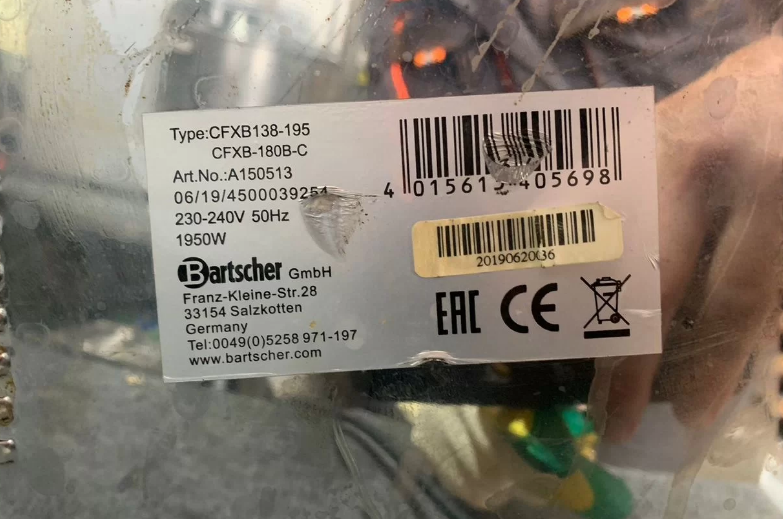 Type:CFXB138-195
CFXB-180B-C
Art.No.:A150513
06/19/4500039251
230-240V 50Hz
1950W
Bartscher GmbH
Franz-Kleine-Str.28
33154 Salzkotten
Germany
Tel:0049(0)5258 971-197
www.bartscher.com
4 015613 405698
20190620036
EAC CE